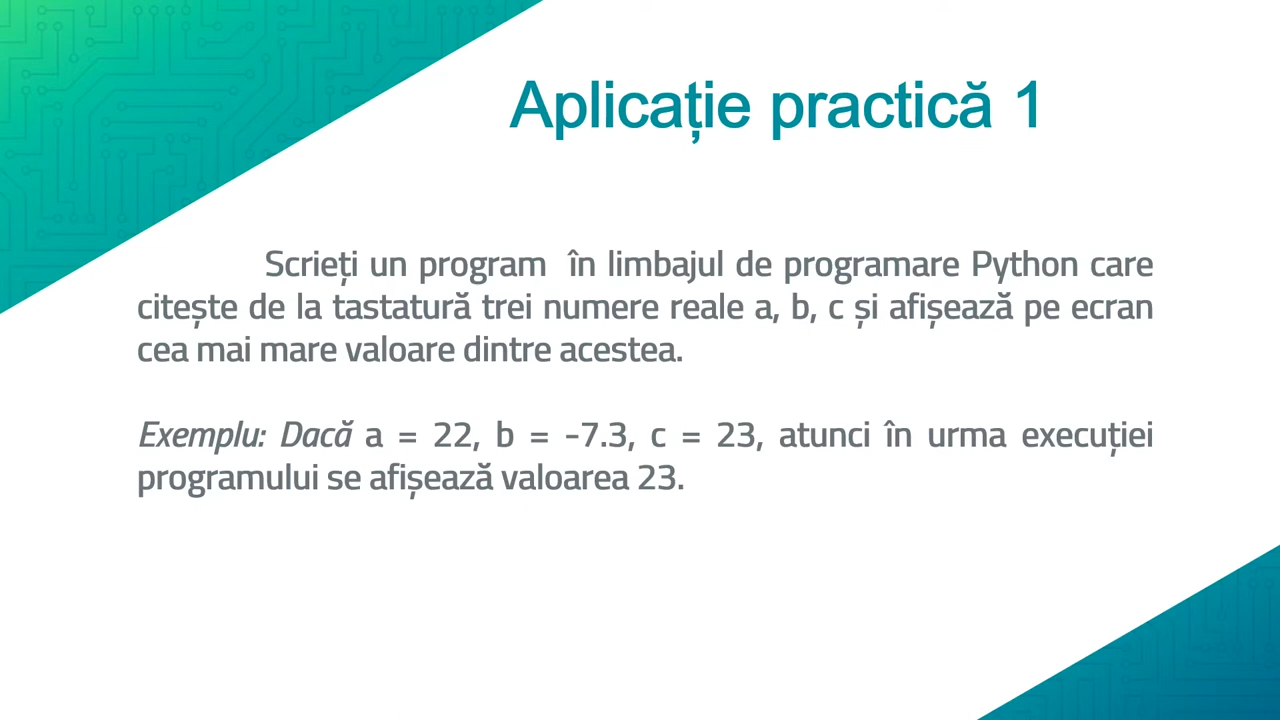 Aplicație practică 1
Scrieți un program în limbajul de programare Python care
citește de la tastatură trei numere reale a, b, c și afișează pe ecran
cea mai mare valoare dintre acestea.
Exemplu: Dacă a = 22, b = -7.3, c = 23, atunci în urma execuției
programului se afișează valoarea 23.